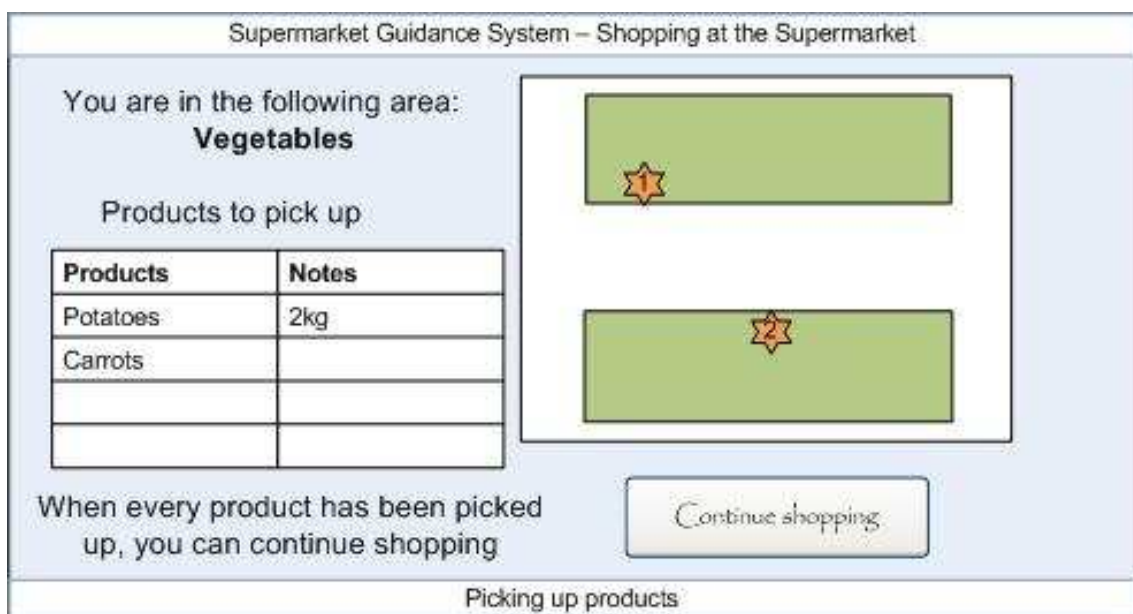 Supermarket Guidance System – Shopping at the Supermarket
You are in the following area:
Vegetables
Products to pick up
Products Notes
Potatoes 2kg
Carrots
When every product has been picked
up, you can continue shopping
1
2
Continue shopping
Picking up products